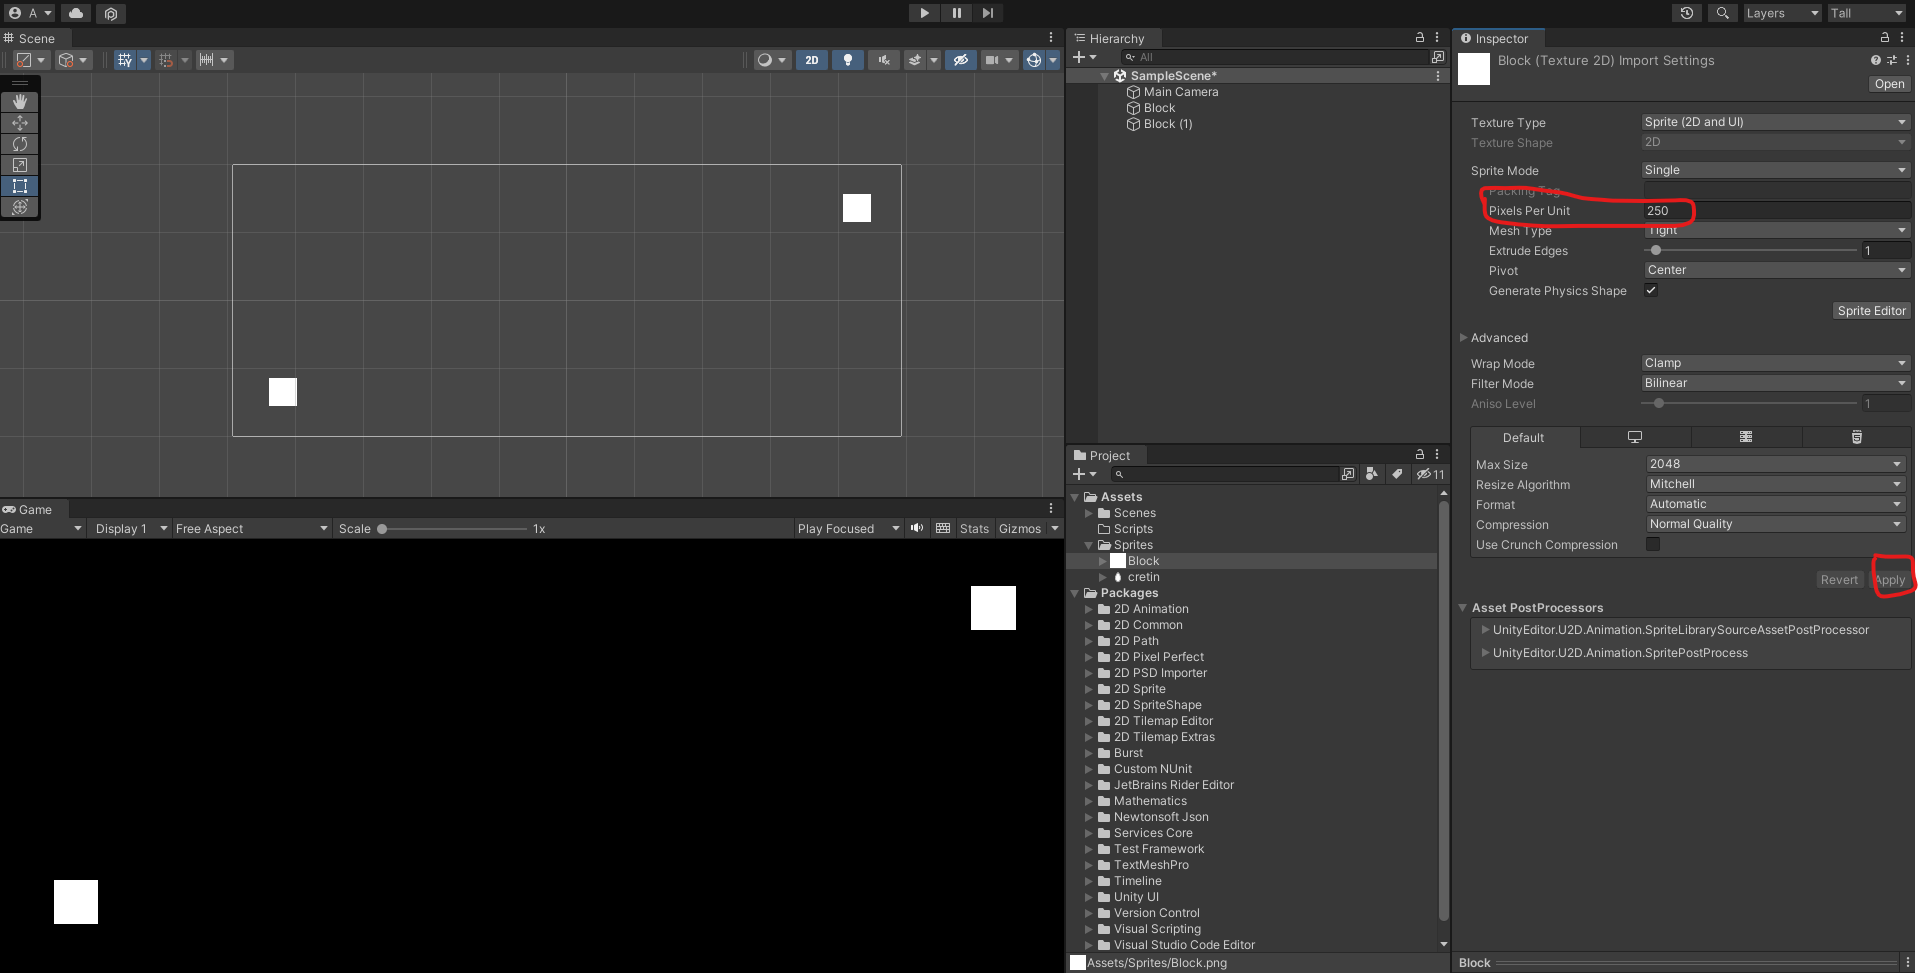 A
Layers
Tall
Scene
2D
Game
Game
Display 1
Free Aspect
Scale
1x
Play Focused
Stats
Gizmos
Hierarchy
All
SampleScene*
Main Camera
Block
Block (1)
Project
11
Assets
Scenes
Scripts
Sprites
Block
cretin
Packages
2D Animation
2D Common
2D Path
2D Pixel Perfect
2D PSD Importer
2D Sprite
2D SpriteShape
2D Tilemap Editor
2D Tilemap Extras
Burst
Custom NUnit
JetBrains Rider Editor
Mathematics
Newtonsoft Json
Services Core
Test Framework
TextMeshPro
Timeline
Unity UI
Version Control
Visual Scripting
Visual Studio Code Editor
Assets/Sprites/Block.png
Inspector
Block (Texture 2D) Import Settings
Open
Texture Type Sprite (2D and UI)
Texture Shape 2D
Sprite Mode Single
Packing Tag
Pixels Per Unit 250
Mesh Type Tight
Extrude Edges 1
Pivot Center
Generate Physics Shape
Sprite Editor
Advanced
Wrap Mode Clamp
Filter Mode Bilinear
Aniso Level 1
Default
Max Size 2048
Resize Algorithm Mitchell
Format Automatic
Compression Normal Quality
Use Crunch Compression
Revert Apply
Asset PostProcessors
UnityEditor.U2D.Animation.SpriteLibrarySourceAssetPostProcessor
UnityEditor.U2D.Animation.SpritePostProcess
Block